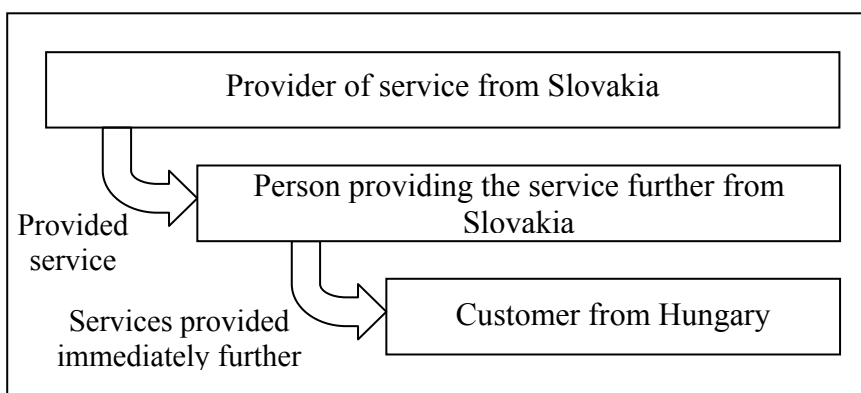 Provider of service from Slovakia
Person providing the service further from
Slovakia
Provided
service
Customer from Hungary
Services provided
immediately further